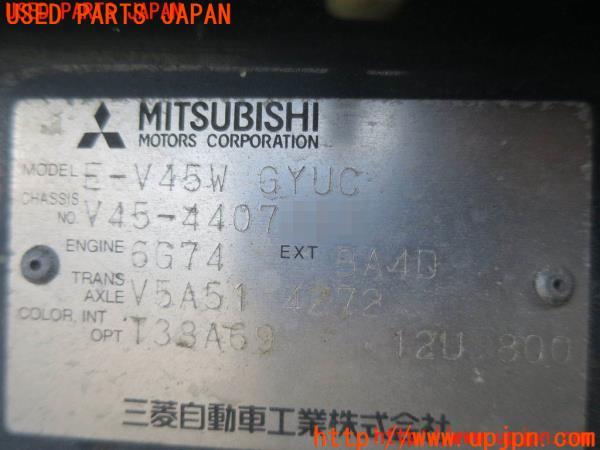 USED PARTS JAPAN
MITSUBISHI
MOTORS CORPORATION
MODEL E-V45W GYUC
CHASSIS NO. V45-4407
ENGINE 6G74 EXT 5A4D
TRANS AXLE V5A51 4272
COLOR, INT OPT T38A69 12U 800
三菱自動車工業株式会社
http://www.upjpn.com